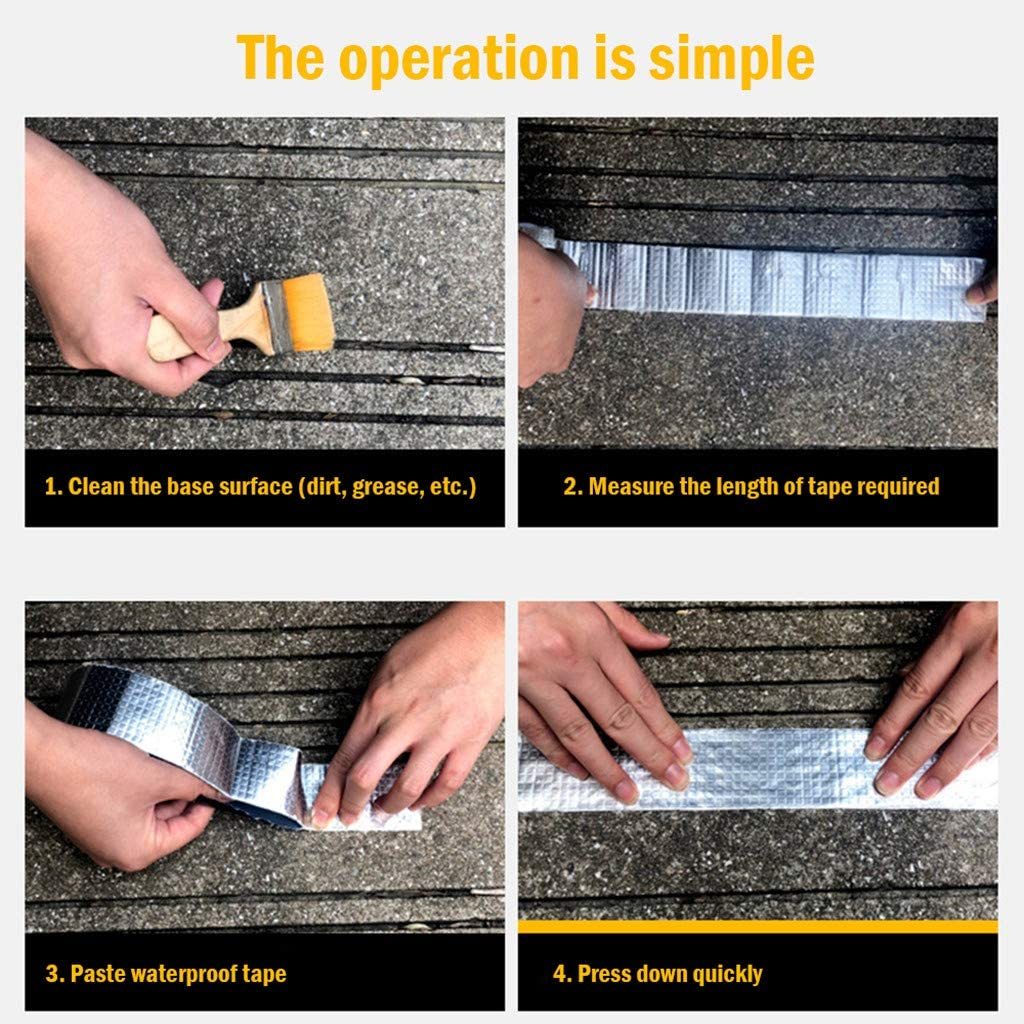 The operation is simple
1. Clean the base surface (dirt, grease, etc.)
2. Measure the length of tape required
3. Paste waterproof tape
4. Press down quickly